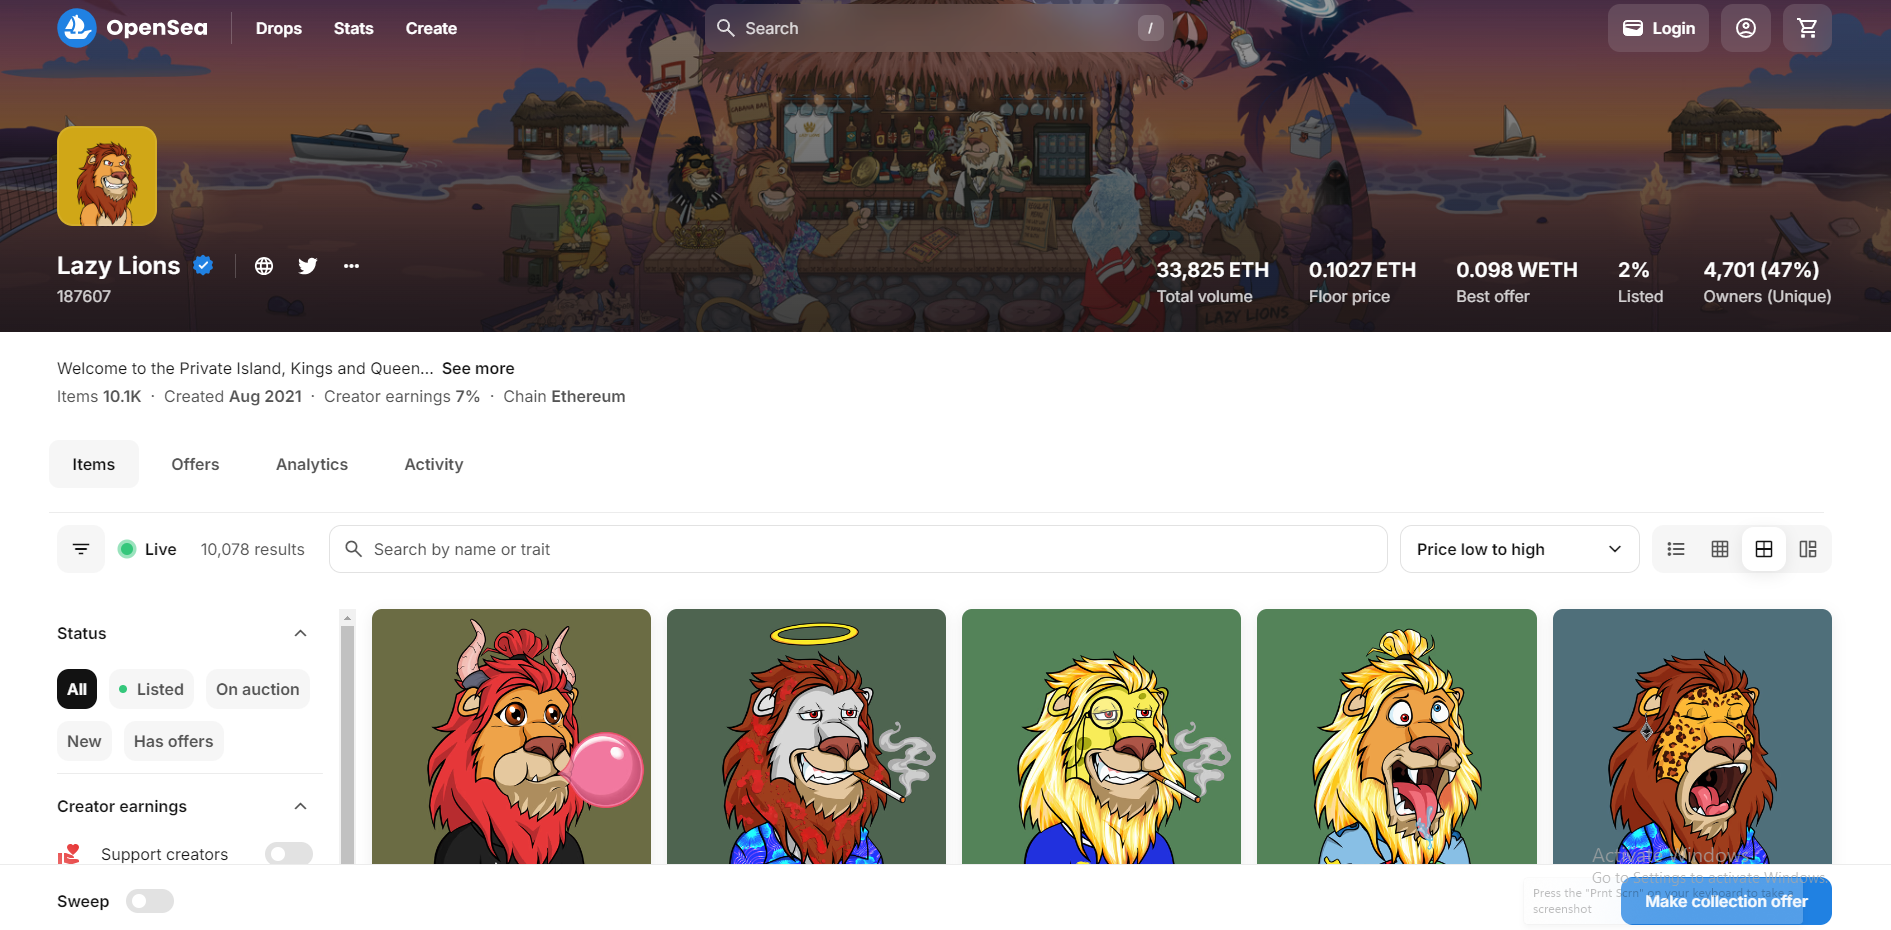 OpenSea
Drops
Stats
Create
Search
/
Login
CABANA BAR
Lazy Lions
187607
33,825 ETH
Total volume
0.1027 ETH
Floor price
0.098 WETH
Best offer
2%
Listed
4,701 (47%)
Owners (Unique)
LAZY LIONS
Welcome to the Private Island, Kings and Queen... See more
Items 10.1K · Created Aug 2021 · Creator earnings 7% · Chain Ethereum
Items
Offers
Analytics
Activity
Live
10,078 results
Search by name or trait
Price low to high
Status
All
Listed
On auction
New
Has offers
Creator earnings
Support creators
Sweep
Activate Windows
Go to Settings to activate Windows.
Press the "Prnt Scrn" on your keyboard to take a
screenshot
Make collection offer